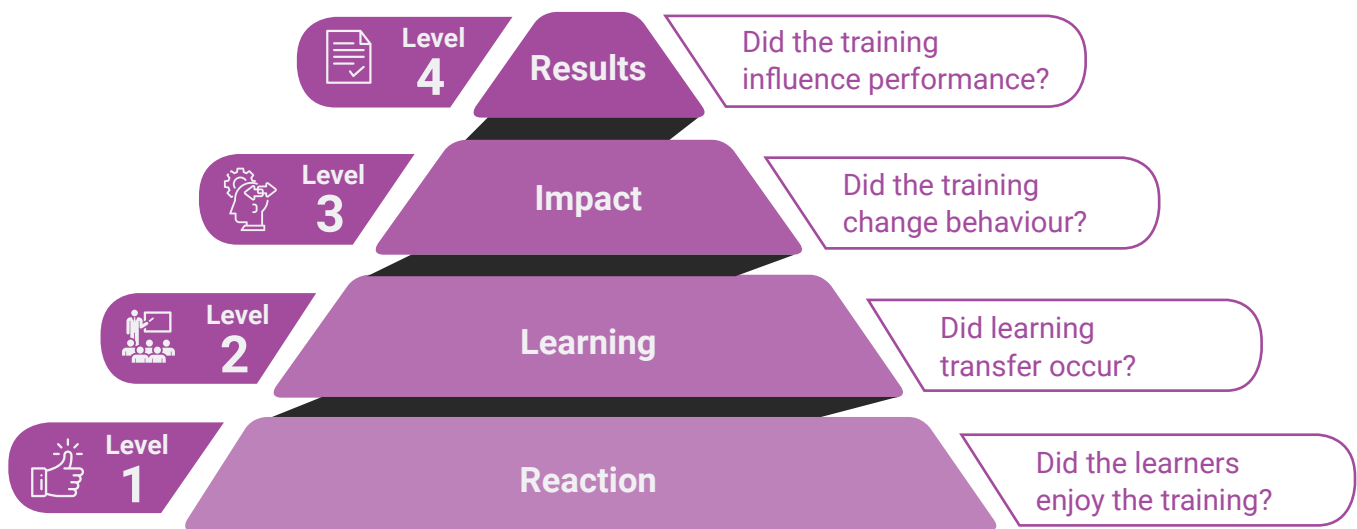 Level
4
Results
Did the training
influence performance?
Level
3
Impact
Did the training
change behaviour?
Level
2
Learning
Did learning
transfer occur?
Level
1
Reaction
Did the learners
enjoy the training?